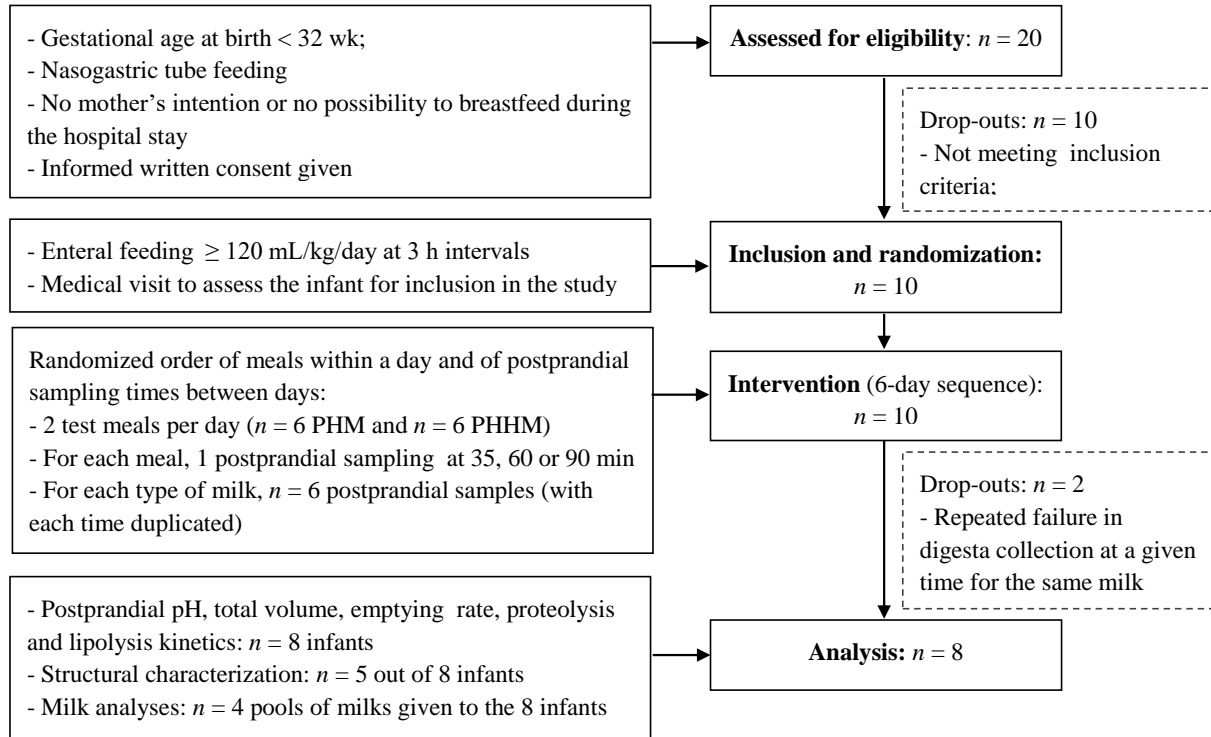 - Gestational age at birth < 32 wk;
- Nasogastric tube feeding
- No mother's intention or no possibility to breastfeed during
the hospital stay
- Informed written consent given
Assessed for eligibility: n = 20
Drop-outs: n = 10
- Not meeting inclusion
criteria;
- Enteral feeding ≥ 120 mL/kg/day at 3 h intervals
- Medical visit to assess the infant for inclusion in the study
Inclusion and randomization:
n = 10
Randomized order of meals within a day and of postprandial
sampling times between days:
- 2 test meals per day (n = 6 PHM and n = 6 PHHM)
- For each meal, 1 postprandial sampling at 35, 60 or 90 min
- For each type of milk, n = 6 postprandial samples (with
each time duplicated)
Intervention (6-day sequence):
n = 10
Drop-outs: n = 2
- Repeated failure in
digesta collection at a given
time for the same milk
- Postprandial pH, total volume, emptying rate, proteolysis
and lipolysis kinetics: n = 8 infants
- Structural characterization: n = 5 out of 8 infants
- Milk analyses: n = 4 pools of milks given to the 8 infants
Analysis: n = 8